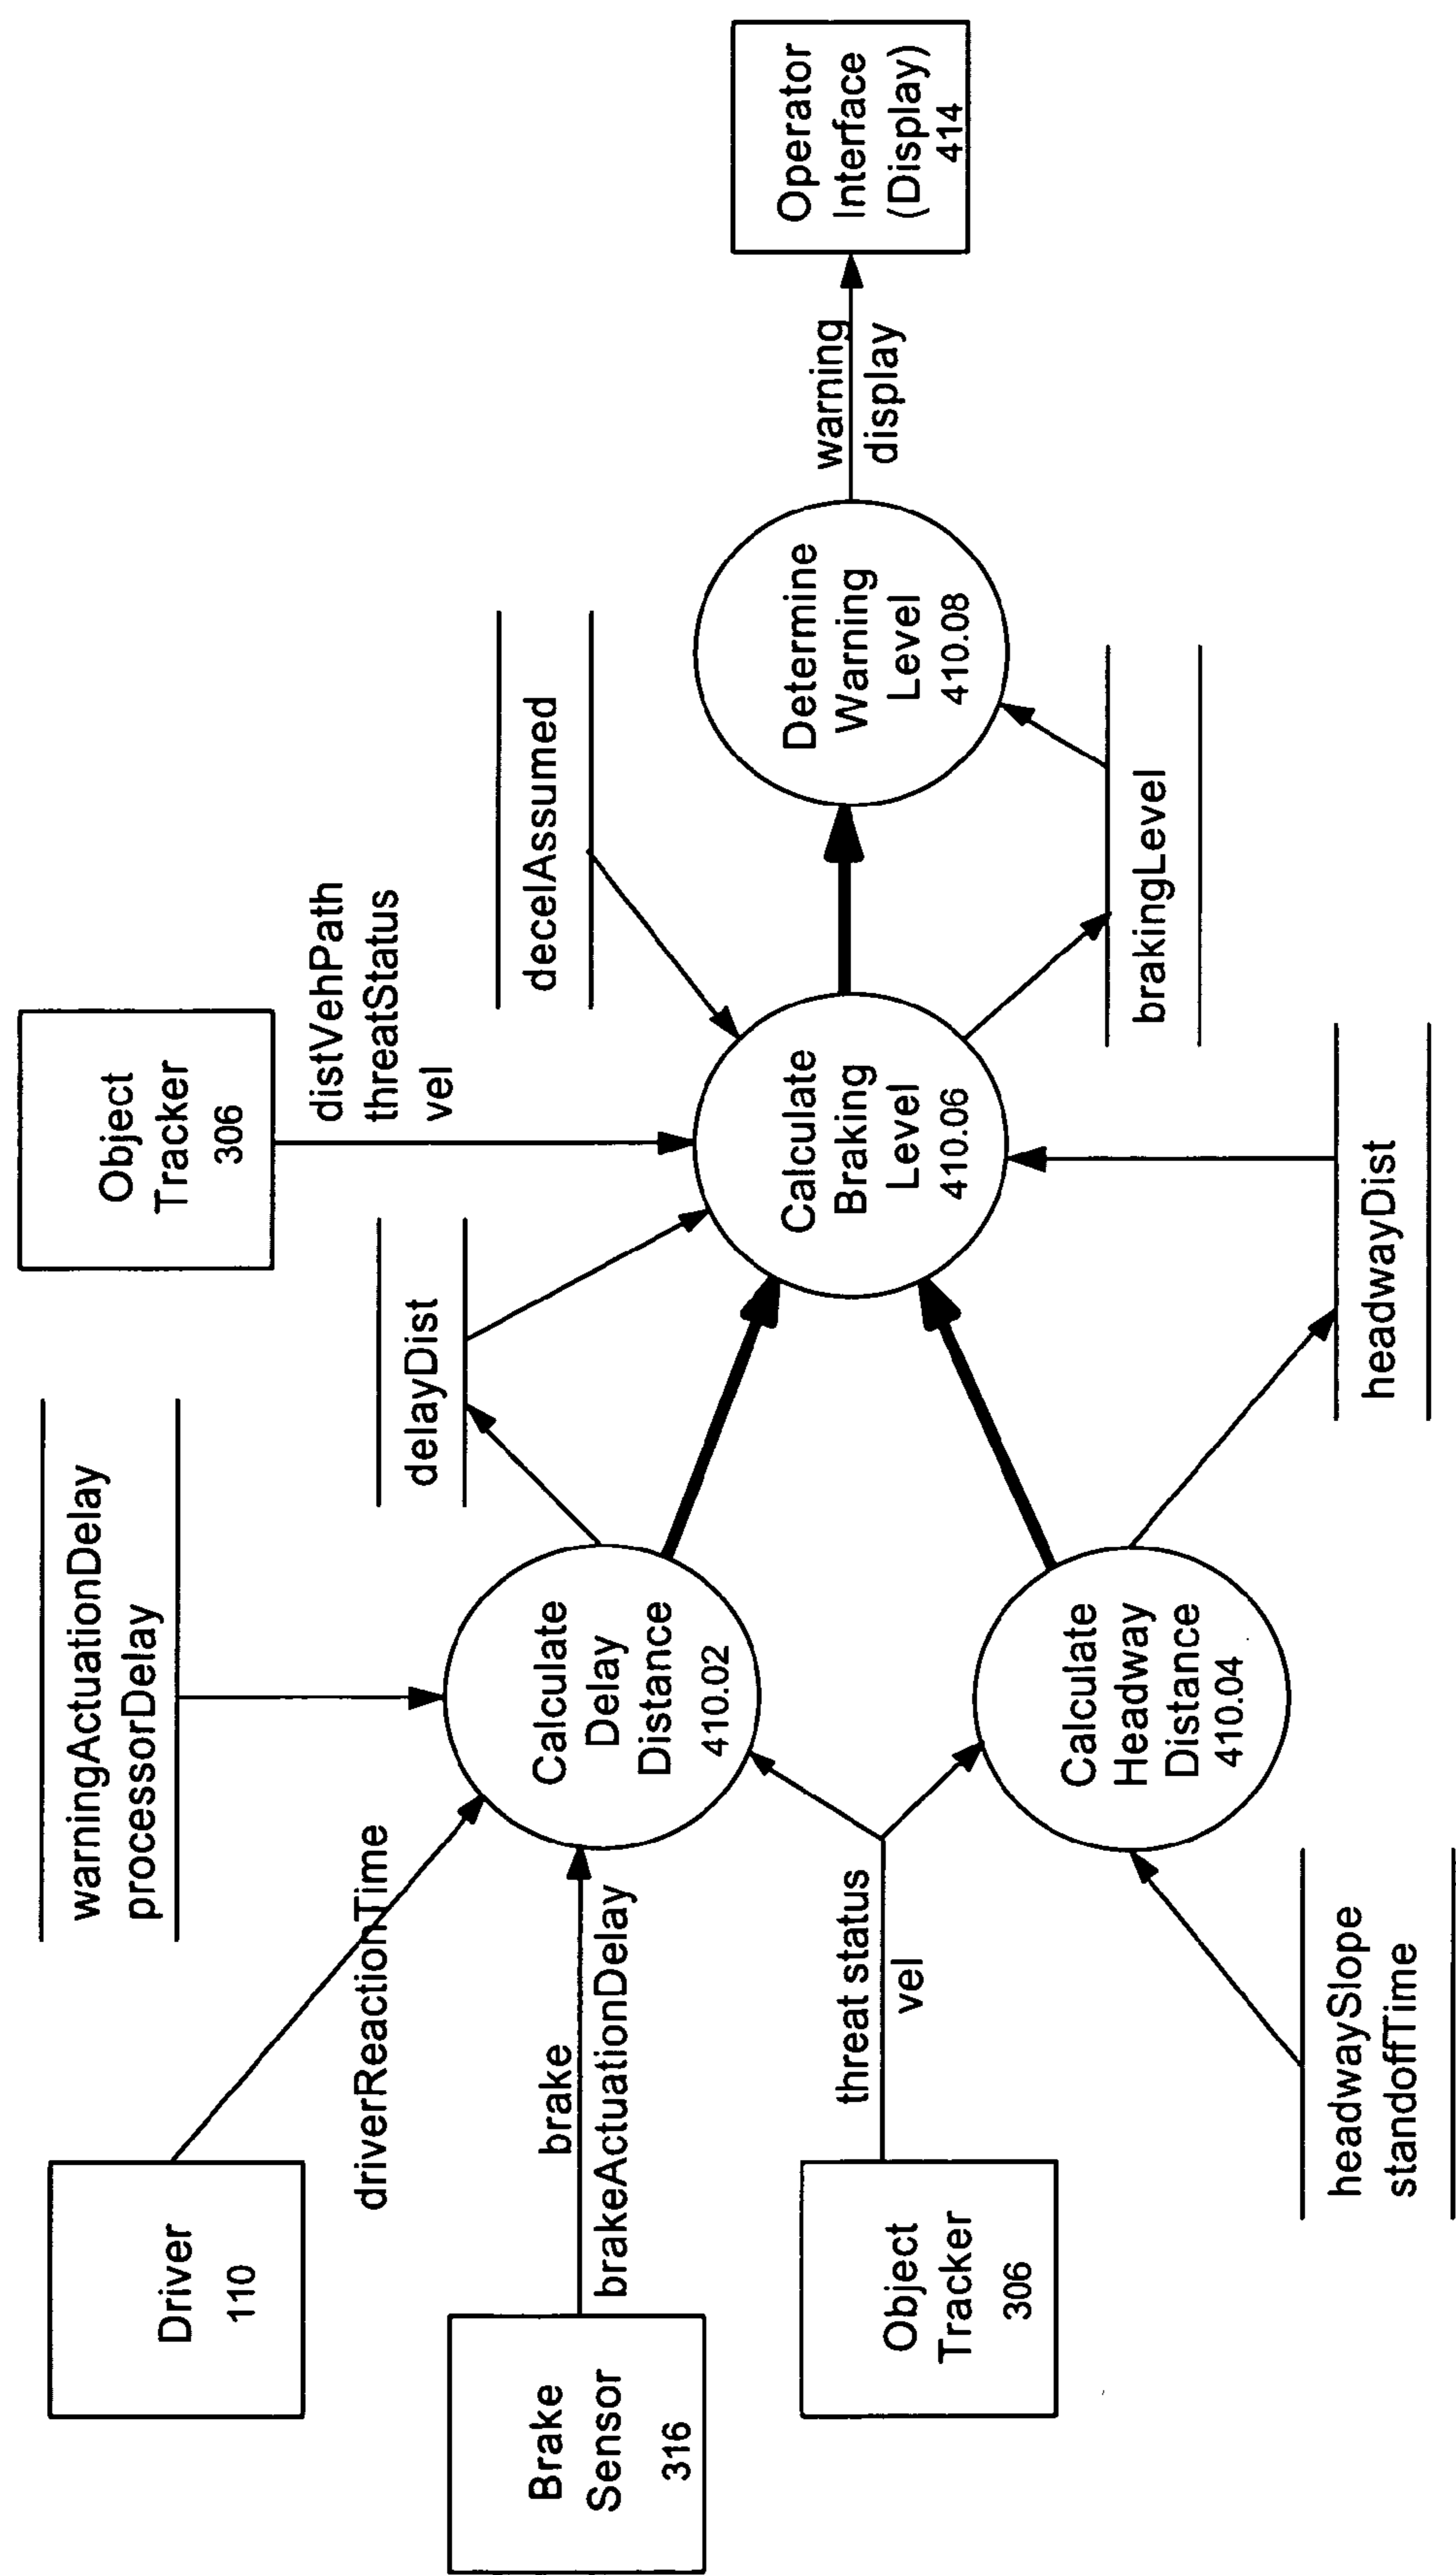 Driver
110
Brake
Sensor
316
Object
Tracker
306
driverReactionTime
brake
brakeActuationDelay
threat status
vel
headwaySlope
standoffTime
warningActuationDelay
processorDelay
Calculate
Delay
Distance
410.02
Calculate
Headway
Distance
410.04
delayDist
headwayDist
Object
Tracker
306
distVehPath
threatStatus
vel
decelAssumed
Calculate
Braking
Level
410.06
brakingLevel
Determine
Warning
Level
410.08
warning
display
Operator
Interface
(Display)
414